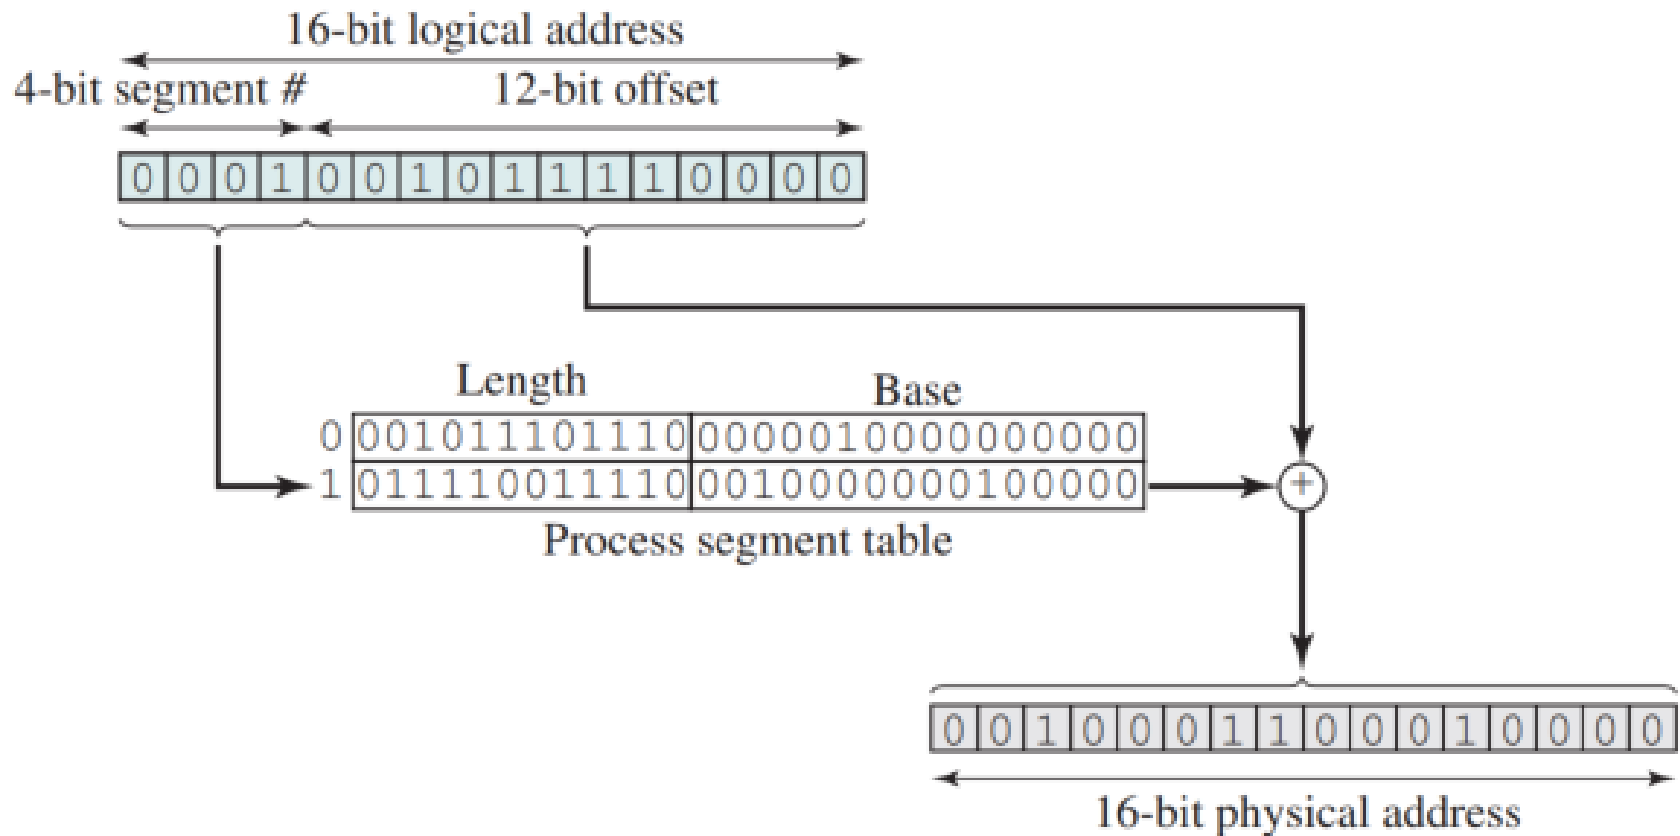 16-bit logical address
4-bit segment # 12-bit offset
0 0 0 1 0 0 1 0 1 1 1 1 0 0 0 0
Length Base
0 001011101110 0000010000000000
1 011110011110 0010000000100000
+
Process segment table
0 0 1 0 0 0 1 1 0 0 0 1 0 0 0 0
16-bit physical address